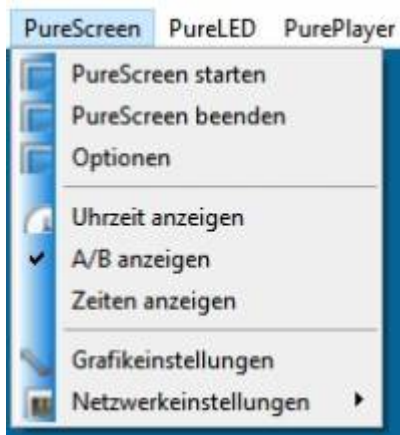 PureScreen PureLED PurePlayer
PureScreen starten
PureScreen beenden
Optionen
Uhrzeit anzeigen
A/B anzeigen
Zeiten anzeigen
Grafikeinstellungen
Netzwerkeinstellungen